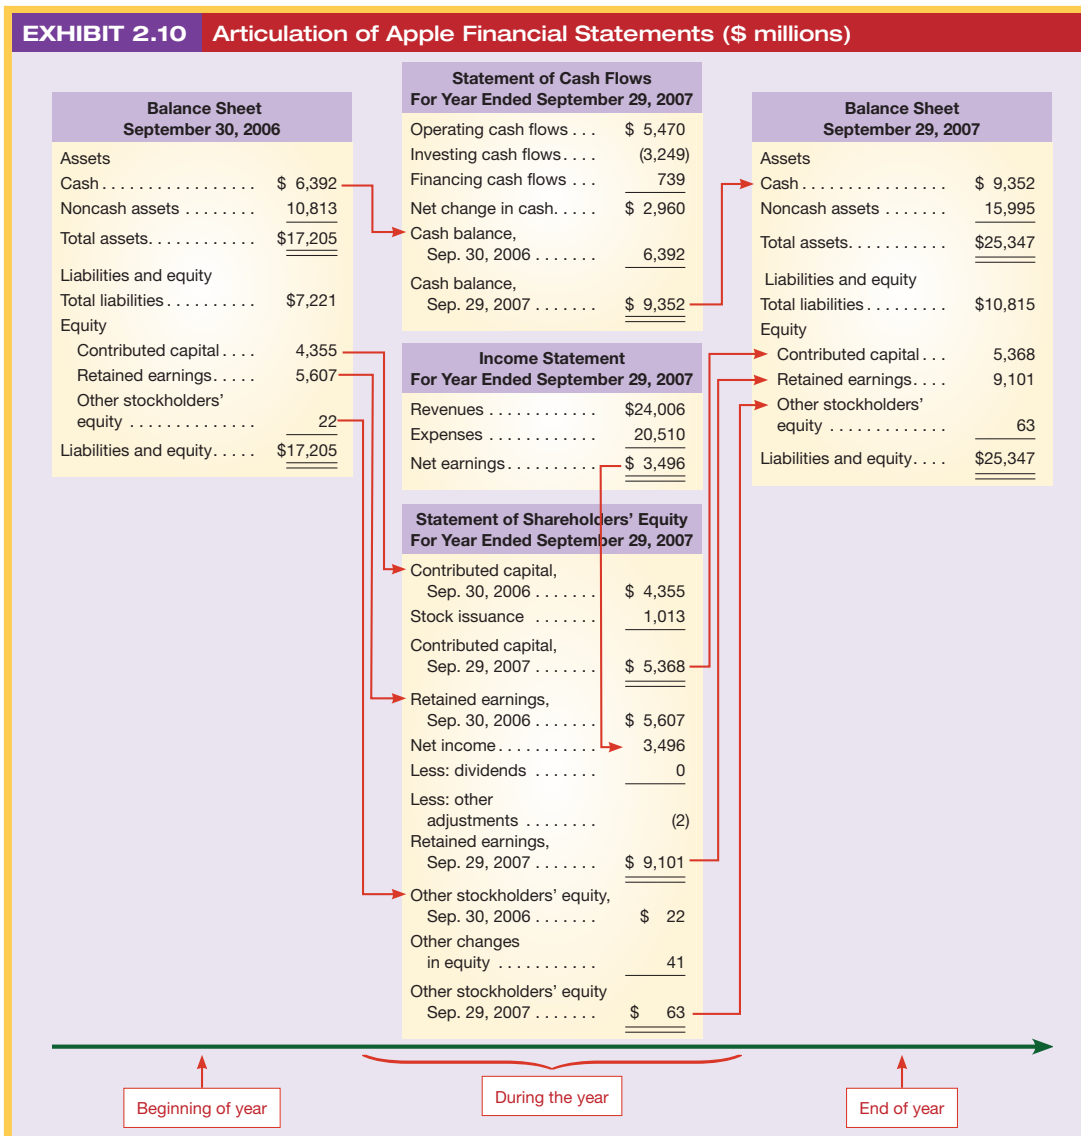 EXHIBIT 2.10 Articulation of Apple Financial Statements ($ millions)
Balance Sheet
September 30, 2006
Assets
Cash . . . . . . . . . . . . . . . . . $ 6,392
Noncash assets . . . . . . . . 10,813
Total assets. . . . . . . . . . . . $17,205
Liabilities and equity
Total liabilities . . . . . . . . . . $7,221
Equity
Contributed capital . . . . 4,355
Retained earnings. . . . . 5,607
Other stockholders'
equity . . . . . . . . . . . . . . 22
Liabilities and equity. . . . . $17,205
Statement of Cash Flows
For Year Ended September 29, 2007
Operating cash flows . . . $ 5,470
Investing cash flows. . . . (3,249)
Financing cash flows . . . 739
Net change in cash. . . . . $ 2,960
Cash balance,
Sep. 30, 2006 . . . . . . . 6,392
Cash balance,
Sep. 29, 2007 . . . . . . . $ 9,352
Income Statement
For Year Ended September 29, 2007
Revenues . . . . . . . . . . . . $24,006
Expenses . . . . . . . . . . . . 20,510
Net earnings. . . . . . . . . . $ 3,496
Statement of Shareholders' Equity
For Year Ended September 29, 2007
Contributed capital,
Sep. 30, 2006 . . . . . . . $ 4,355
Stock issuance . . . . . . . 1,013
Contributed capital,
Sep. 29, 2007 . . . . . . . $ 5,368
Retained earnings,
Sep. 30, 2006 . . . . . . . $ 5,607
Net income. . . . . . . . . . . 3,496
Less: dividends . . . . . . . 0
Less: other
adjustments . . . . . . . . (2)
Retained earnings,
Sep. 29, 2007 . . . . . . . $ 9,101
Other stockholders' equity,
Sep. 30, 2006 . . . . . . . $ 22
Other changes
in equity . . . . . . . . . . . 41
Other stockholders' equity
Sep. 29, 2007 . . . . . . . $ 63
Balance Sheet
September 29, 2007
Assets
Cash . . . . . . . . . . . . . . . . $ 9,352
Noncash assets . . . . . . . 15,995
Total assets. . . . . . . . . . . $25,347
Liabilities and equity
Total liabilities . . . . . . . . . $10,815
Equity
Contributed capital . . . 5,368
Retained earnings. . . . 9,101
Other stockholders'
equity . . . . . . . . . . . . . 63
Liabilities and equity. . . . $25,347
Beginning of year
During the year
End of year